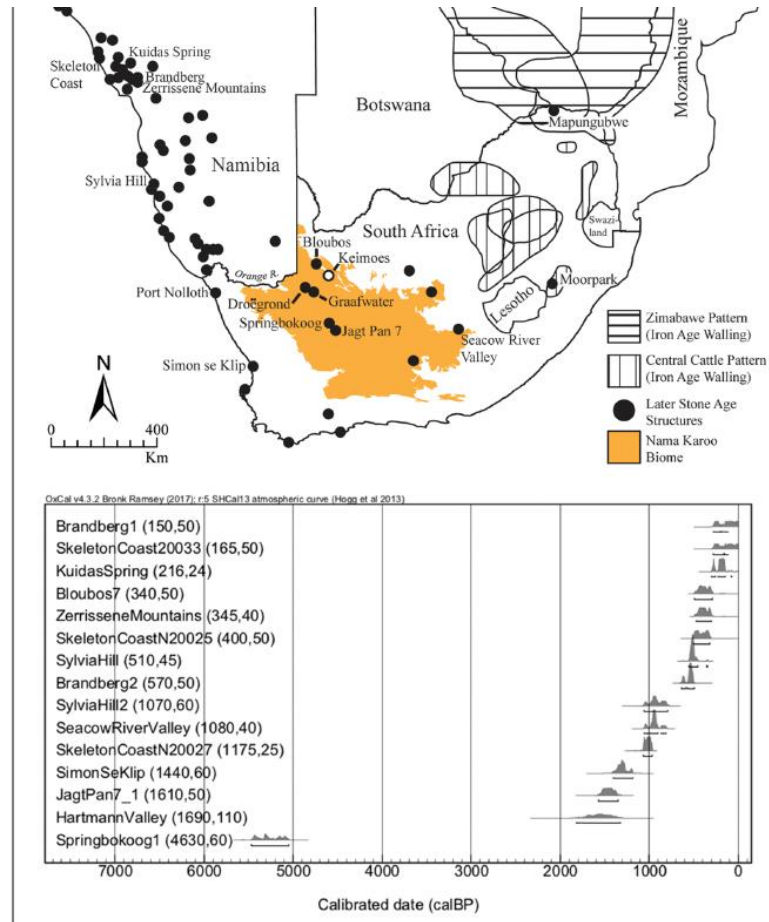 Kuidas Spring
Skeleton
Coast
Brandberg
Zerrissene Mountains
Botswana
Mozambique
Mapungubwe
Namibia
Sylvia Hill
South Africa
Swazi-
land
Bloubos
Keimoes
Orange R.
Moorpark
Port Nolloth
Droegrond
Graafwater
Lesotho
Springbokoog
Jagt Pan 7
Seacow River
Valley
Simon se Klip
N
0
400
Km
Zimabawe Pattern
(Iron Age Walling)
Central Cattle Pattern
(Iron Age Walling)
Later Stone Age
Structures
Nama Karoo
Biome
OxCal v4.3.2 Bronk Ramsey (2017); r:5 SHCal13 atmospheric curve (Hogg et al 2013)
Brandberg1 (150,50)
SkeletonCoast20033 (165,50)
KuidasSpring (216,24)
Bloubos7 (340,50)
ZerrisseneMountains (345,40)
SkeletonCoastN20025 (400,50)
SylviaHill (510,45)
Brandberg2 (570,50)
SylviaHill2 (1070,60)
SeacowRiverValley (1080,40)
SkeletonCoastN20027 (1175,25)
SimonSeKlip (1440,60)
JagtPan7_1 (1610,50)
HartmannValley (1690,110)
Springbokoog1 (4630,60)
7000 6000 5000 4000 3000 2000 1000 0
Calibrated date (calBP)